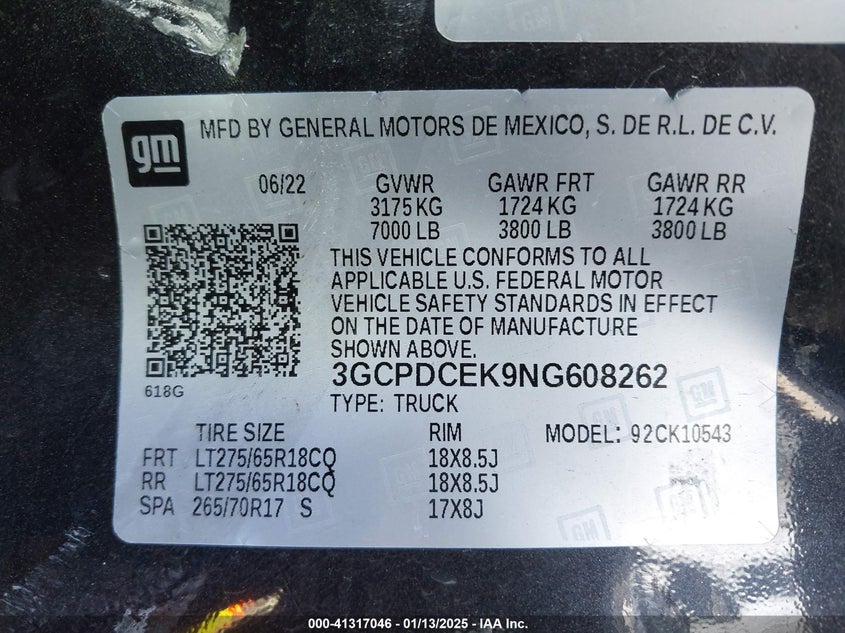 gm
MFD BY GENERAL MOTORS DE MEXICO, S. DE R.L. DE C.V.
06/22 GVWR GAWR FRT GAWR RR
3175 KG 1724 KG 1724 KG
7000 LB 3800 LB 3800 LB
THIS VEHICLE CONFORMS TO ALL
APPLICABLE U.S. FEDERAL MOTOR
VEHICLE SAFETY STANDARDS IN EFFECT
ON THE DATE OF MANUFACTURE
SHOWN ABOVE.
3GCPDCEK9NG608262
618G
TYPE: TRUCK
TIRE SIZE RIM MODEL: 92CK10543
FRT LT275/65R18CQ 18X8.5J
RR LT275/65R18CQ 18X8.5J
SPA 265/70R17 S 17X8J
000-41317046 - 01/13/2025 - IAA Inc.